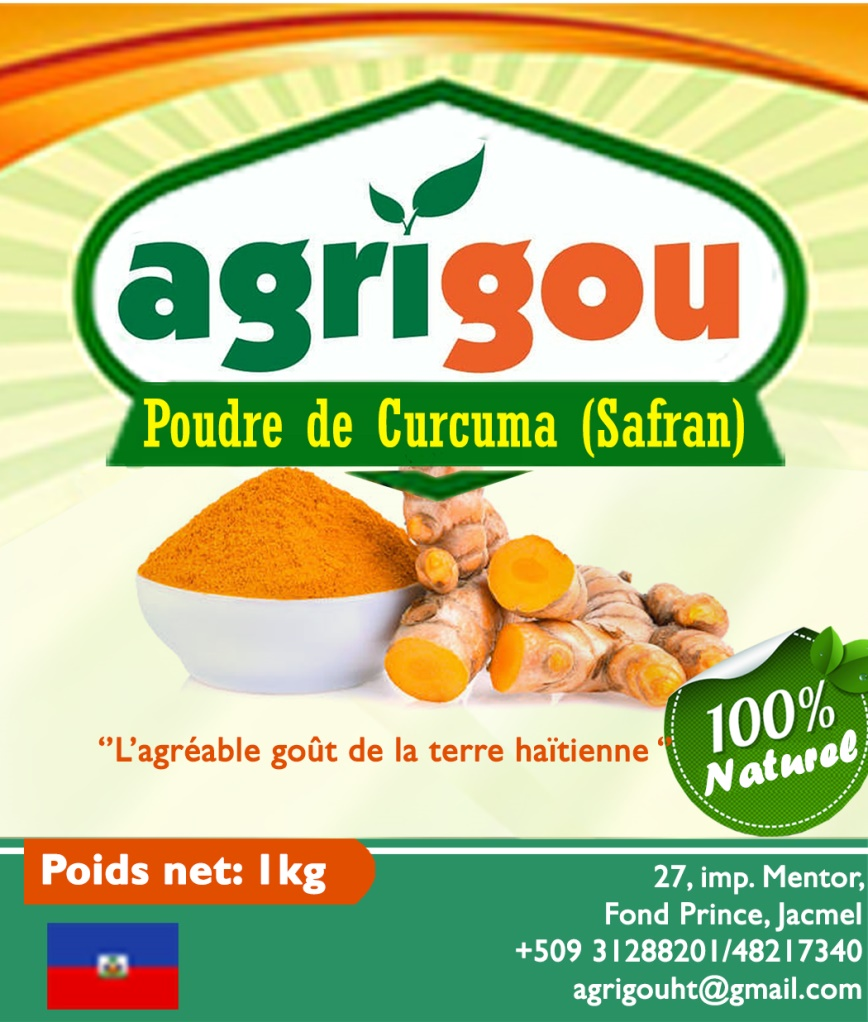 agrigou
Poudre de Curcuma (Safran)
"L'agréable goût de la terre haïtienne "
100%
Naturel
Poids net: 1kg
27, imp. Mentor,
Fond Prince, Jacmel
+509 31288201/48217340
agrigouht@gmail.com